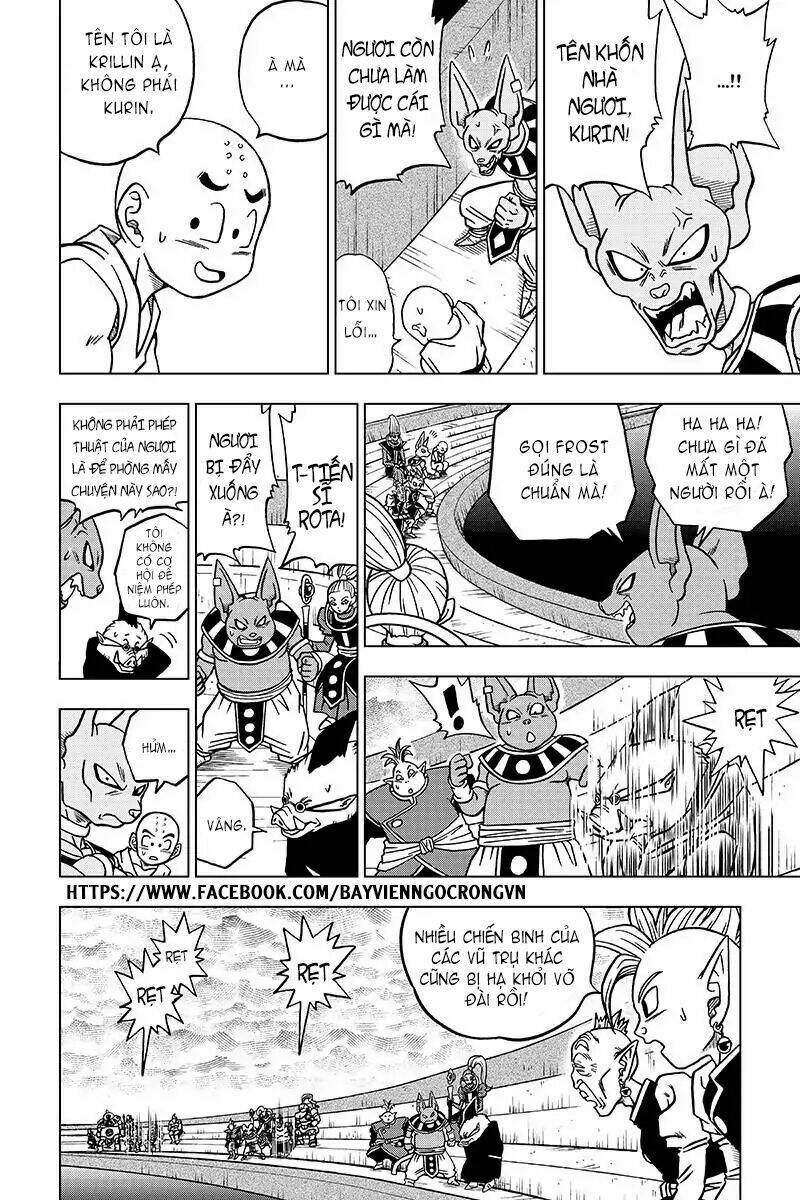 ...!!
TÊN KHỐN
NHÀ
NGƯƠI,
KURIN!
NGƯƠI CÒN
CHƯA LÀM
ĐƯỢC CÁI
GÌ MÀ!
TÔI XIN
LỖI...
À MÀ
...
TÊN TÔI LÀ
KRILLIN Ạ,
KHÔNG PHẢI
KURIN.
HA HA HA!
CHƯA GÌ ĐÃ
MẤT MỘT
NGƯỜI RỒI À!
GỌI FROST
ĐÚNG LÀ
CHUẨN MÀ!
RẸT
!
T-TIẾN
SĨ
ROTA!
NGƯƠI
BỊ ĐẨY
XUỐNG
À?!
VÂNG.
KHÔNG PHẢI PHÉP
THUẬT CỦA NGƯƠI
LÀ ĐỂ PHÒNG MẤY
CHUYỆN NÀY SAO?!
TÔI
KHÔNG
CÓ CƠ
HỘI ĐỂ
NIỆM PHÉP
LUÔN.
HỪM...
HTTPS://WWW.FACEBOOK.COM/BAYVIENNGOCRONGVN
NHIỀU CHIẾN BINH CỦA
CÁC VŨ TRỤ KHÁC
CŨNG BỊ HẠ KHỎI VÕ
ĐÀI RỒI!
RẸT
RẸT
RẸT
RẸT